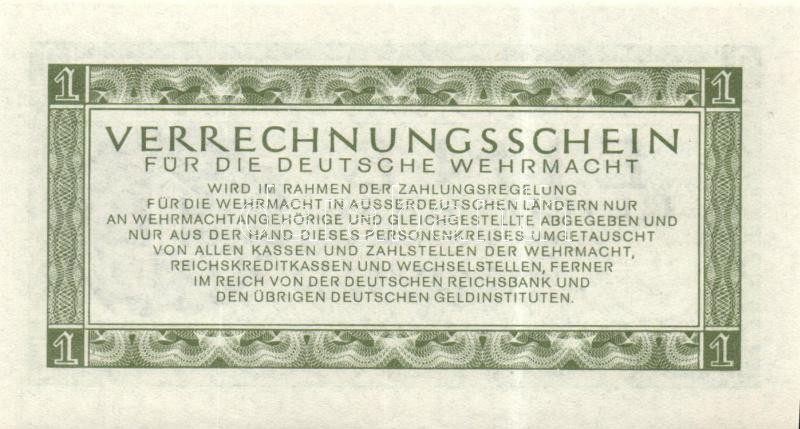 1 1
VERRECHNUNGSSCHEIN
FÜR DIE DEUTSCHE WEHRMACHT
WIRD IM RAHMEN DER ZAHLUNGSREGELUNG
FÜR DIE WEHRMACHT IN AUSSERDEUTSCHEN LÄNDERN NUR
AN WEHRMACHTANGEHÖRIGE UND GLEICHGESTELLTE ABGEGEBEN UND
NUR AUS DER HAND DIESES PERSONENKREISES UMGETAUSCHT
VON ALLEN KASSEN UND ZAHLSTELLEN DER WEHRMACHT,
REICHSKREDITKASSEN UND WECHSELSTELLEN, FERNER
IM REICH VON DER DEUTSCHEN REICHSBANK UND
DEN ÜBRIGEN DEUTSCHEN GELDINSTITUTEN.
1 1